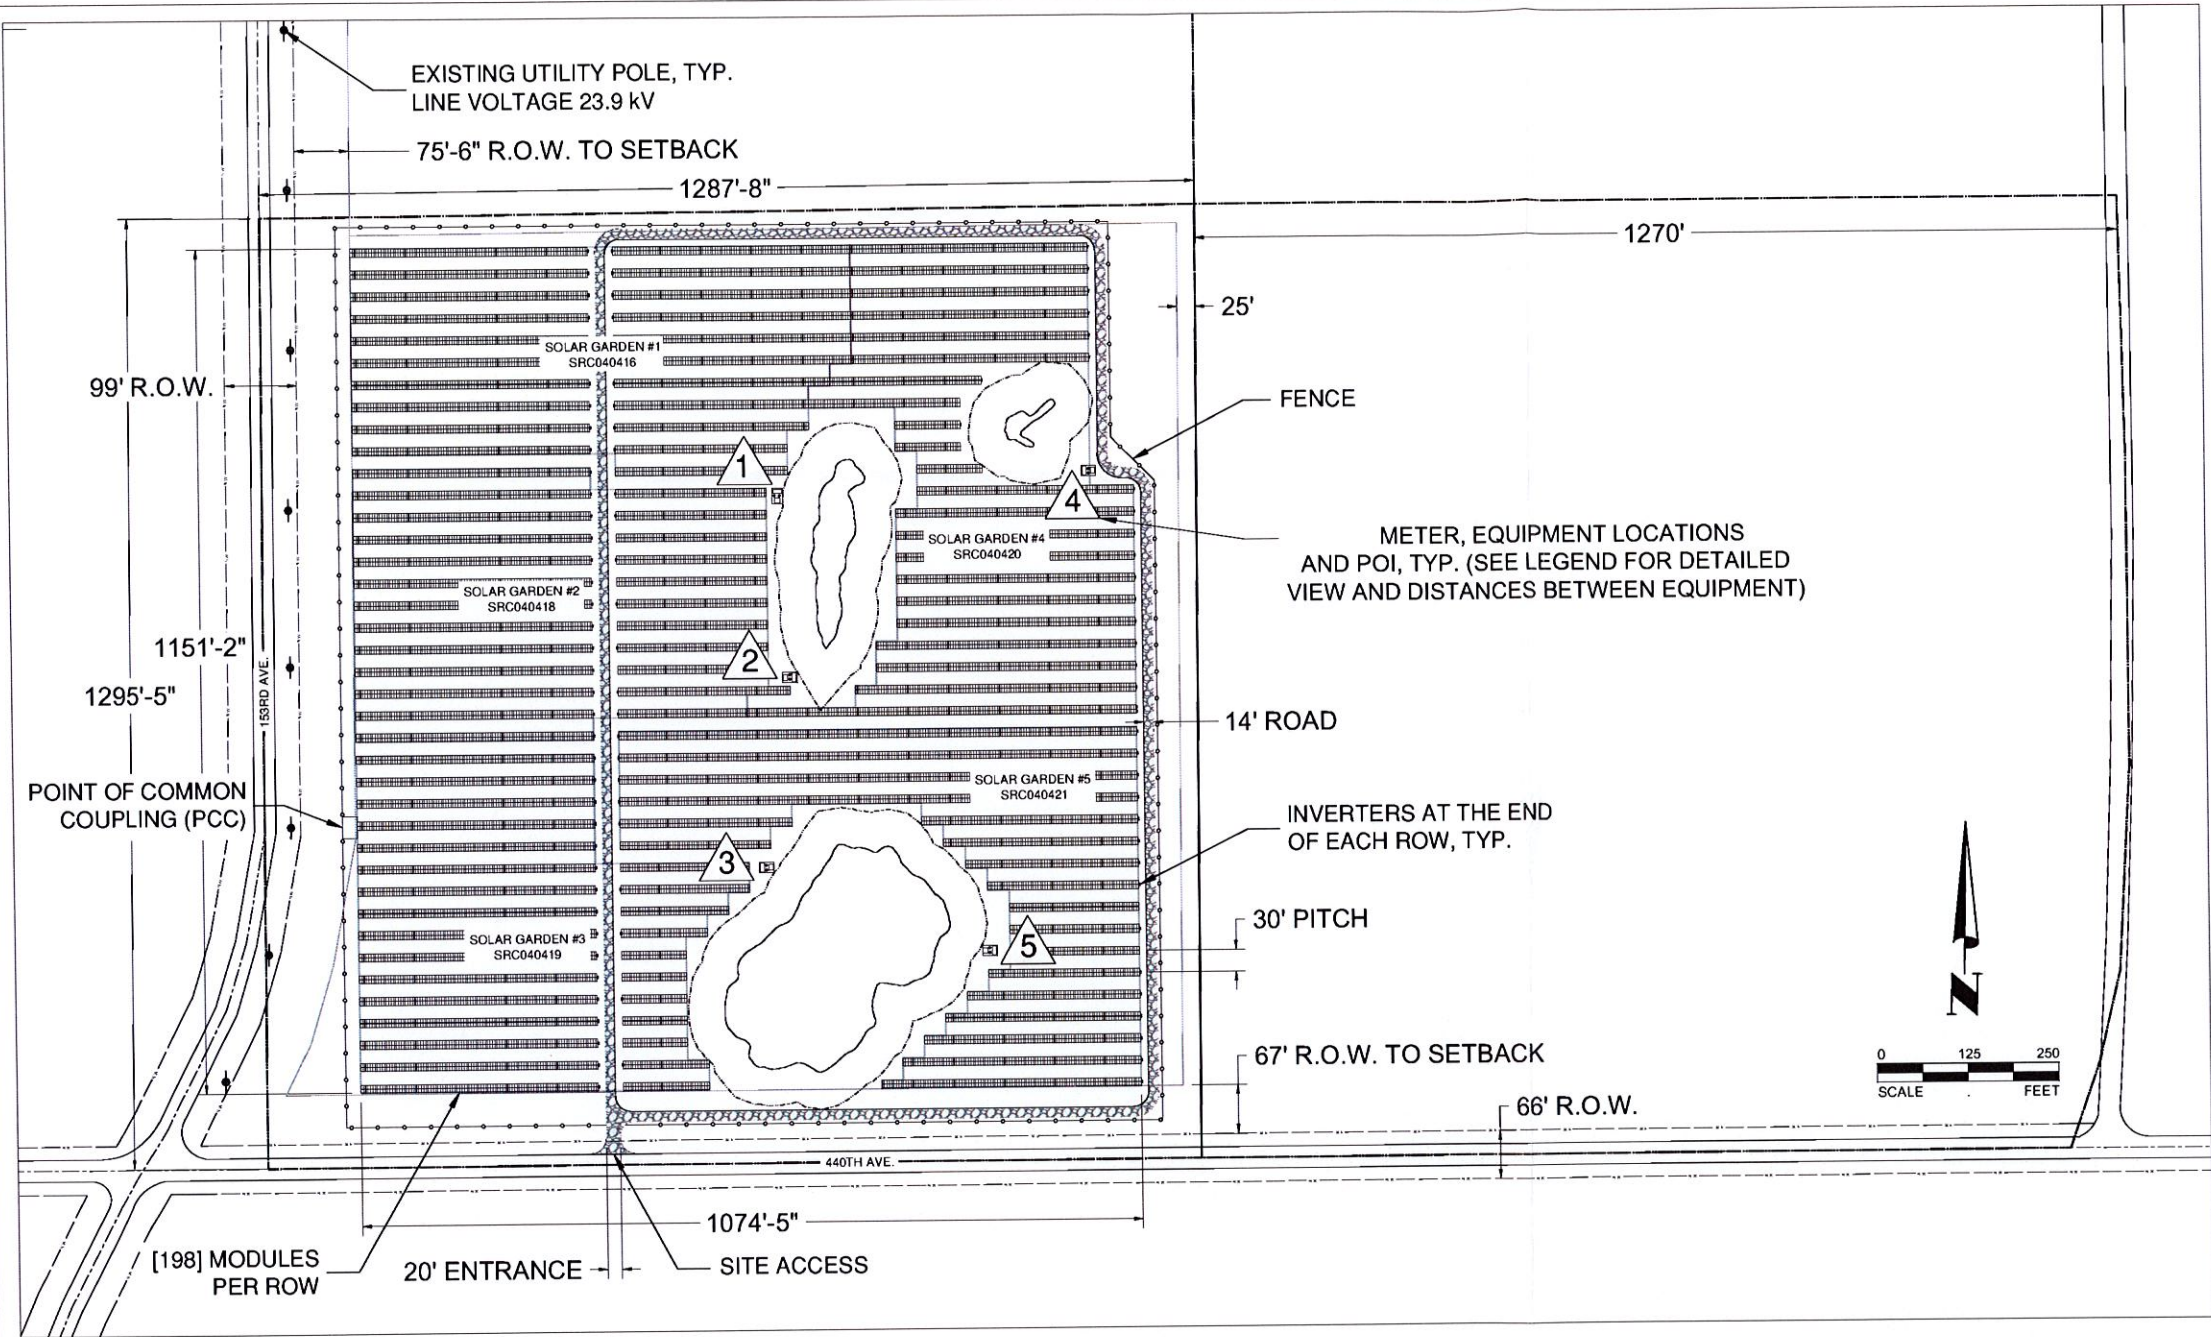 EXISTING UTILITY POLE, TYP.
LINE VOLTAGE 23.9 kV
75'-6" R.O.W. TO SETBACK
1287'-8"
1270'
25'
SOLAR GARDEN #1
SRC040416
99' R.O.W.
FENCE
1
4
METER, EQUIPMENT LOCATIONS
AND POI, TYP. (SEE LEGEND FOR DETAILED
VIEW AND DISTANCES BETWEEN EQUIPMENT)
SOLAR GARDEN #4
SRC040420
SOLAR GARDEN #2
SRC040418
1151'-2"
2
1295'-5"
153RD AVE.
14' ROAD
SOLAR GARDEN #5
SRC040421
POINT OF COMMON
COUPLING (PCC)
INVERTERS AT THE END
OF EACH ROW, TYP.
3
30' PITCH
SOLAR GARDEN #3
SRC040419
5
N
67' R.O.W. TO SETBACK
0 125 250
SCALE FEET
66' R.O.W.
440TH AVE.
1074'-5"
[198] MODULES
PER ROW
20' ENTRANCE
SITE ACCESS